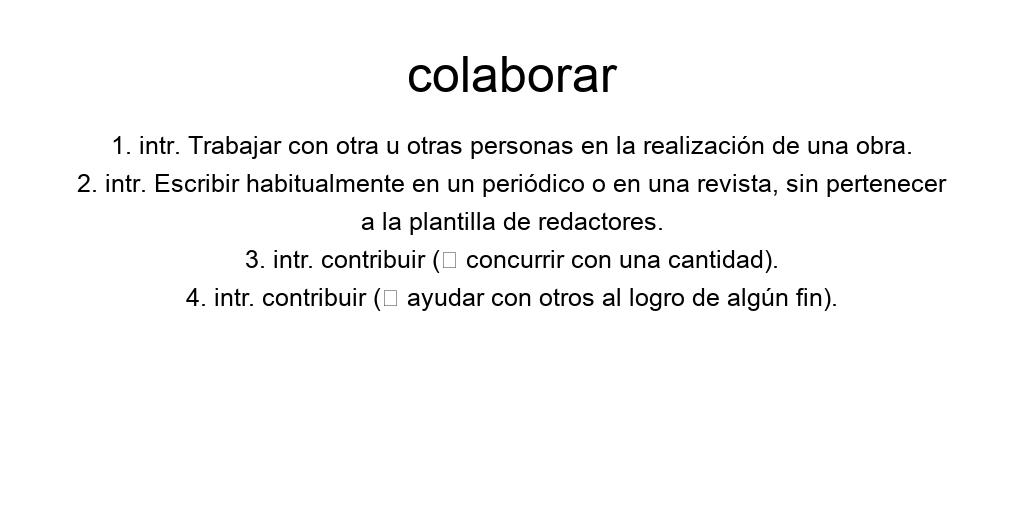 colaborar
1. intr. Trabajar con otra u otras personas en la realización de una obra.
2. intr. Escribir habitualmente en un periódico o en una revista, sin pertenecer
a la plantilla de redactores.
3. intr. contribuir (□ concurrir con una cantidad).
4. intr. contribuir (□ ayudar con otros al logro de algún fin).